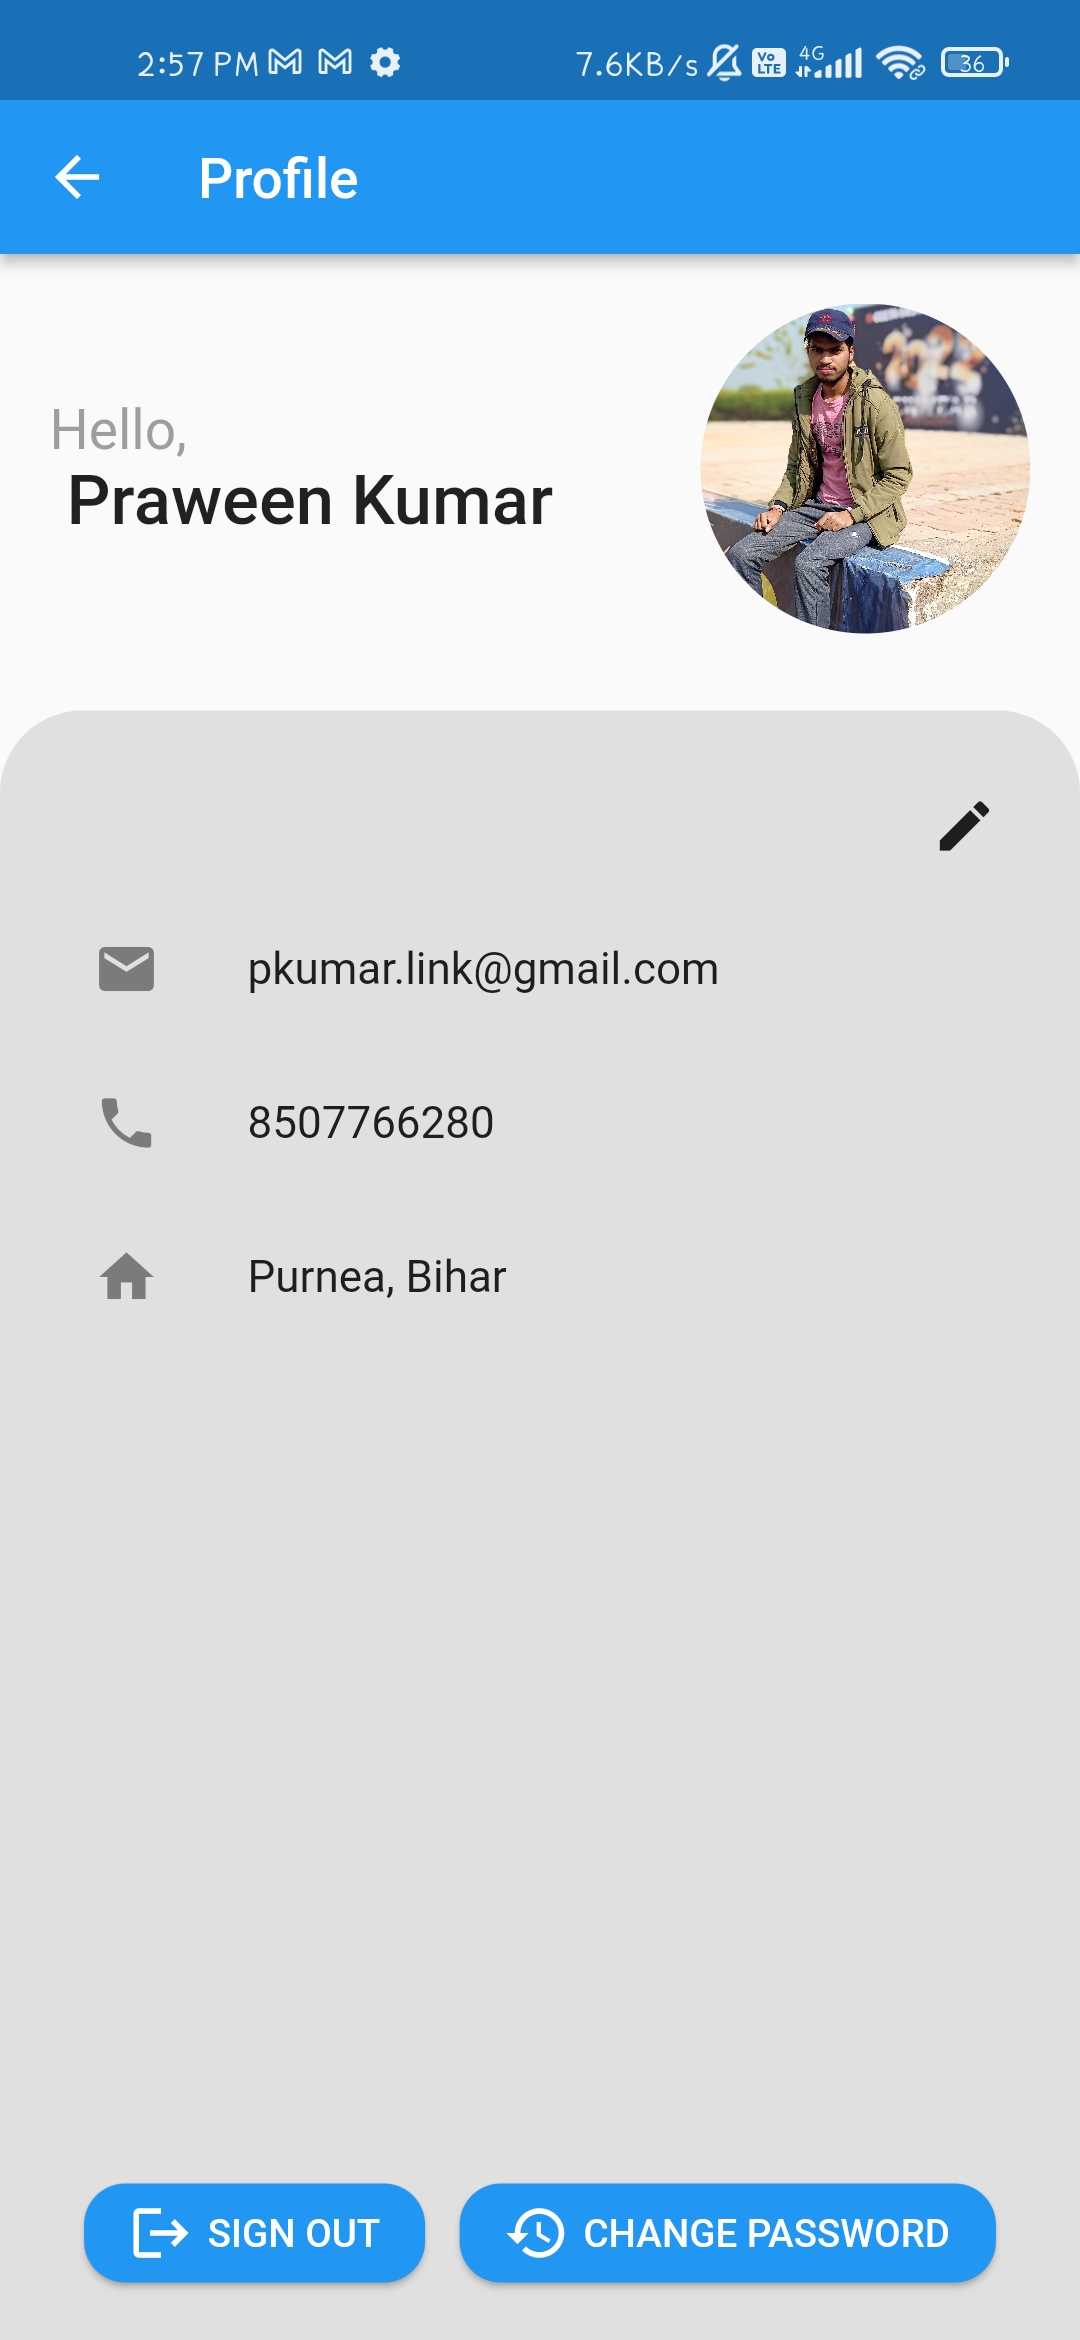 2:57 PM 7.6KB/s Vo LTE 4G 36
Profile
Hello,
Praween Kumar
pkumar.link@gmail.com
8507766280
Purnea, Bihar
SIGN OUT CHANGE PASSWORD